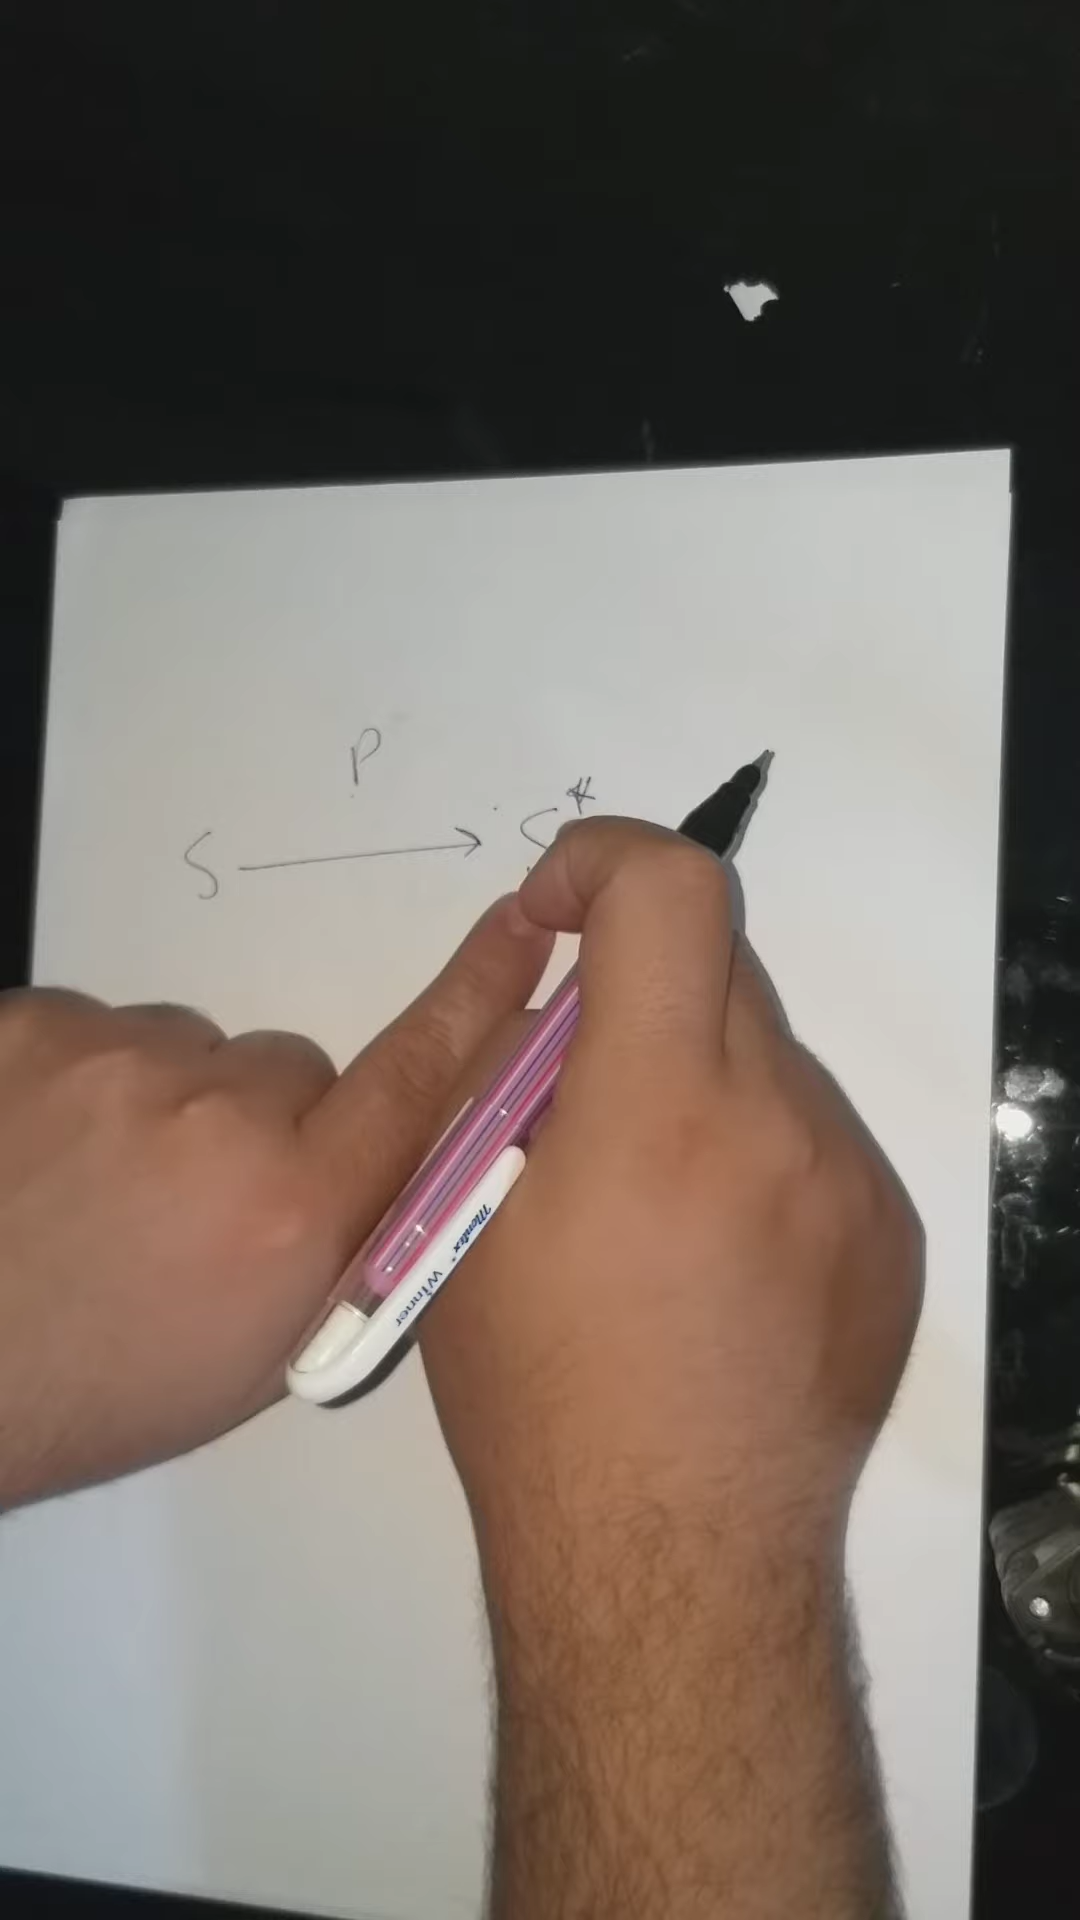 P
S → S*
Montex Winner